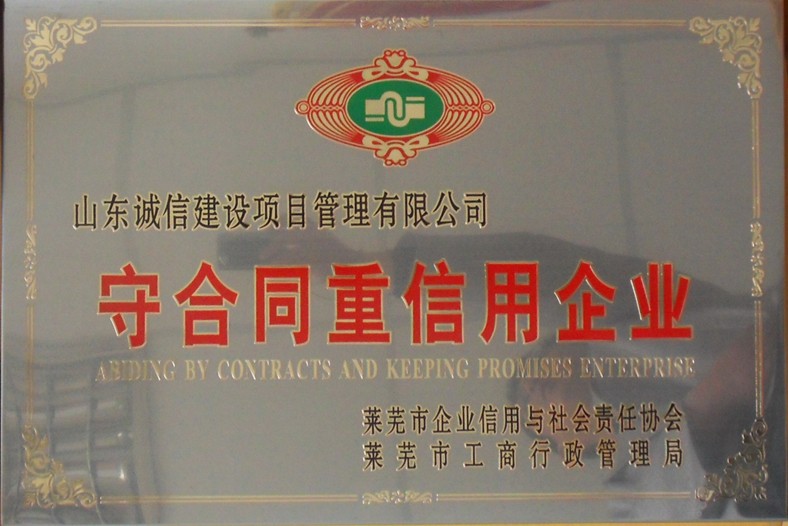 山东诚信建设项目管理有限公司
守合同重信用企业
ABIDING BY CONTRACTS AND KEEPING PROMISES ENTERPRISE
莱芜市企业信用与社会责任协会
莱芜市工商行政管理局